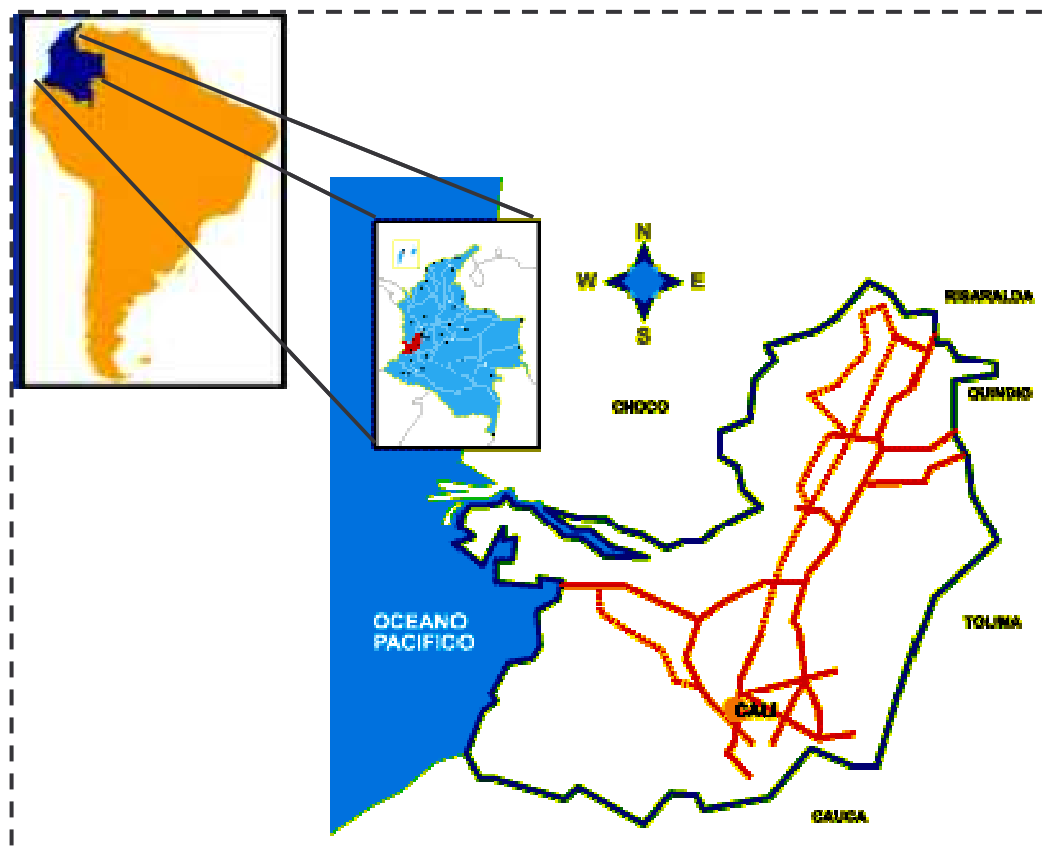 N
W E
S
RISARALDA
QUINDIO
CHOCO
OCEANO
PACIFICO
TOLIMA
CALI
CAUCA